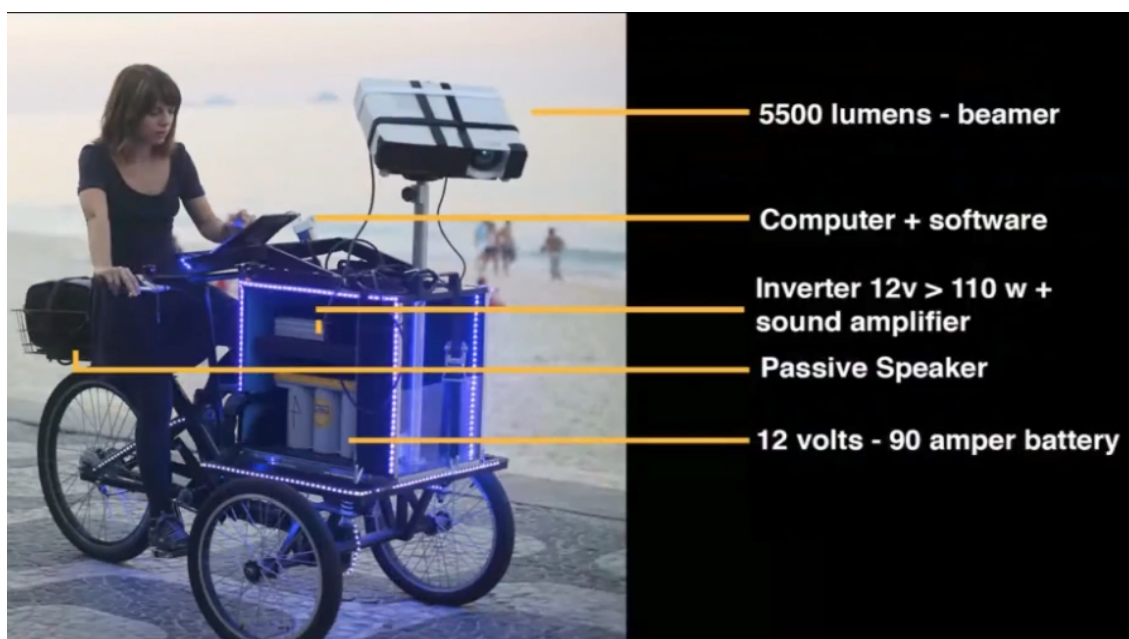 5500 lumens - beamer
Computer + software
Inverter 12v > 110 w +
sound amplifier
Passive Speaker
12 volts - 90 amper battery